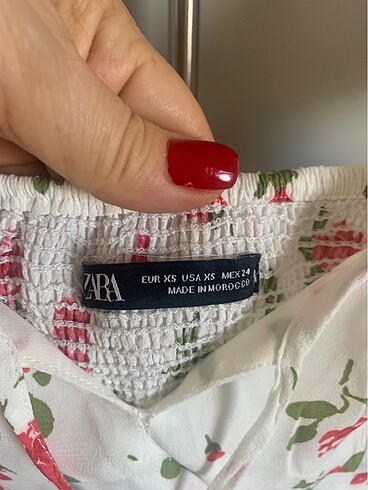 ZARA
EUR XS USA XS MEX 24
MADE IN MOROCCO